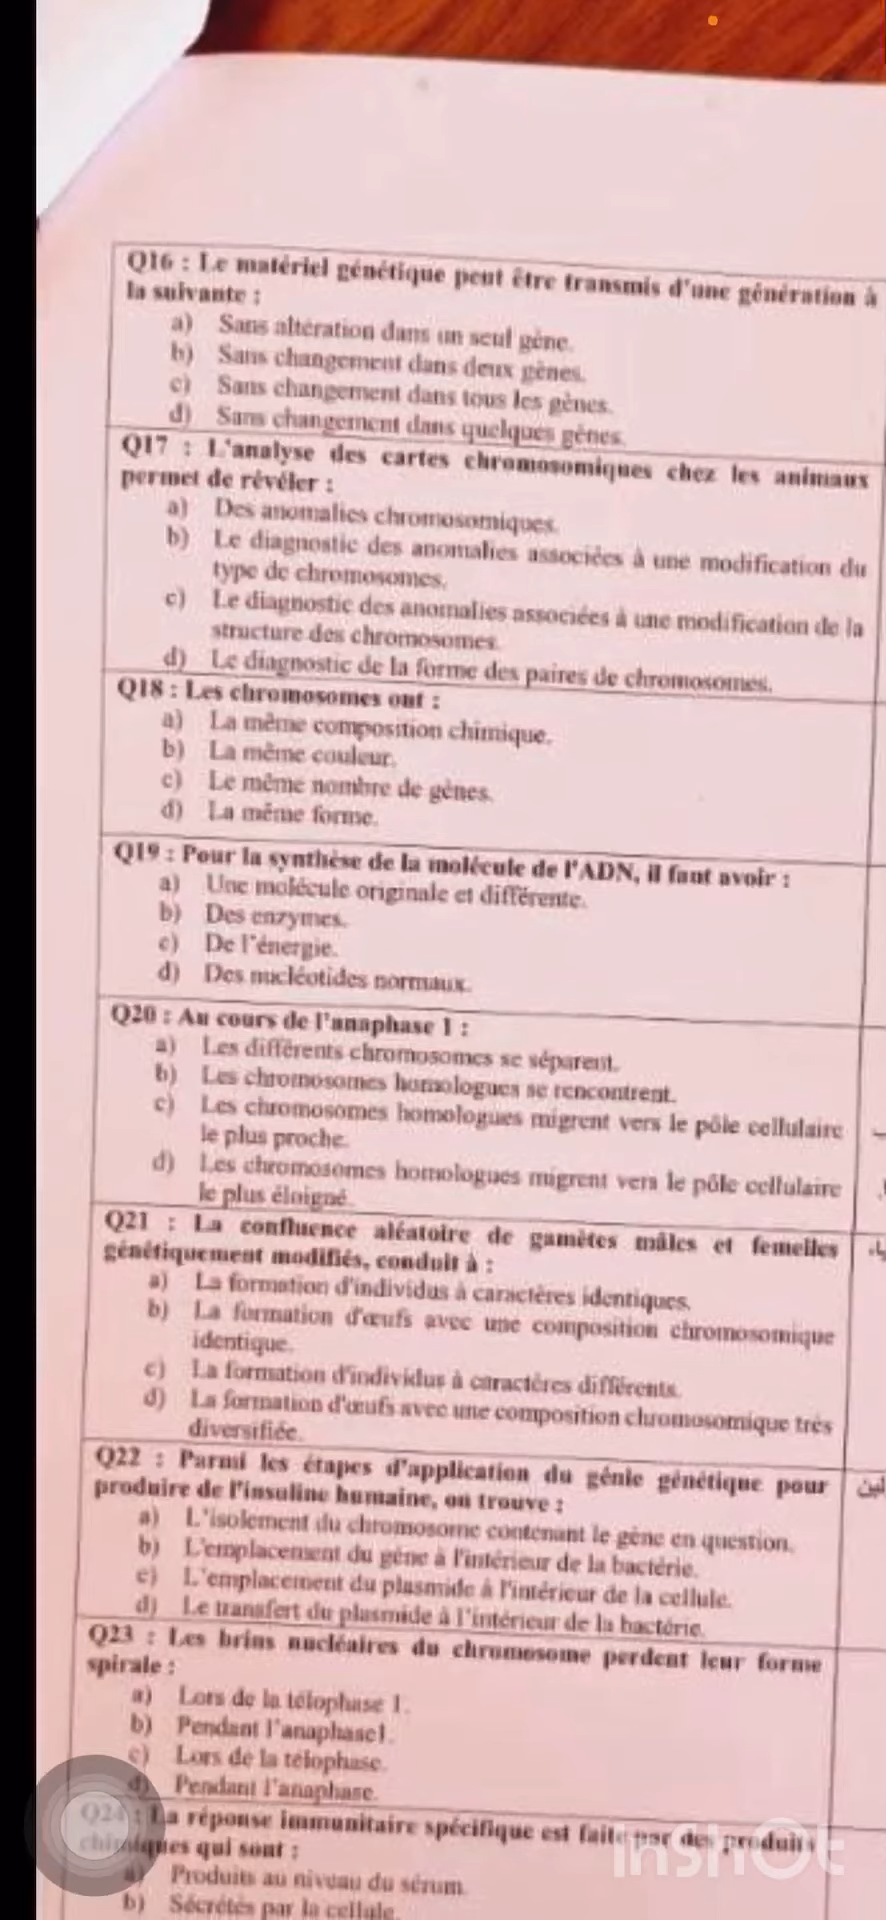 Q16 : Le matériel génétique peut être transmis d'une génération à
la suivante :
a) Sans altération dans un seul gène.
b) Sans changement dans deux gènes.
c) Sans changement dans tous les gènes.
d) Sans changement dans quelques gènes.
Q17 : L'analyse des cartes chromosomiques chez les animaux
permet de révéler :
a) Des anomalies chromosomiques.
b) Le diagnostic des anomalies associées à une modification du
type de chromosomes.
c) Le diagnostic des anomalies associées à une modification de la
structure des chromosomes.
d) Le diagnostic de la forme des paires de chromosomes.
Q18 : Les chromosomes ont :
a) La même composition chimique.
b) La même couleur.
c) Le même nombre de gènes.
d) La même forme.
Q19 : Pour la synthèse de la molécule de l'ADN, il faut avoir :
a) Une molécule originale et différente.
b) Des enzymes.
c) De l'énergie.
d) Des nucléotides normaux.
Q20 : Au cours de l'anaphase 1 :
a) Les différents chromosomes se séparent.
b) Les chromosomes homologues se rencontrent.
c) Les chromosomes homologues migrent vers le pôle cellulaire
le plus proche.
d) Les chromosomes homologues migrent vers le pôle cellulaire
le plus éloigné.
Q21 : La confluence aléatoire de gamètes mâles et femelles
génétiquement modifiés, conduit à :
a) La formation d'individus à caractères identiques.
b) La formation d'œufs avec une composition chromosomique
identique.
c) La formation d'individus à caractères différents.
d) La formation d'œufs avec une composition chromosomique très
diversifiée.
Q22 : Parmi les étapes d'application du génie génétique pour
produire de l'insuline humaine, on trouve :
a) L'isolement du chromosome contenant le gène en question.
b) L'emplacement du gène à l'intérieur de la bactérie.
c) L'emplacement du plasmide à l'intérieur de la cellule.
d) Le transfert du plasmide à l'intérieur de la bactérie.
Q23 : Les brins nucléaires du chromosome perdent leur forme
spirale :
a) Lors de la télophase 1.
b) Pendant l'anaphase1.
c) Lors de la télophase.
d) Pendant l'anaphase.
Q24 : La réponse immunitaire spécifique est faite par des produits
chimiques qui sont :
a) Produits au niveau du sérum.
b) Sécrétés par la cellule.
InShOt